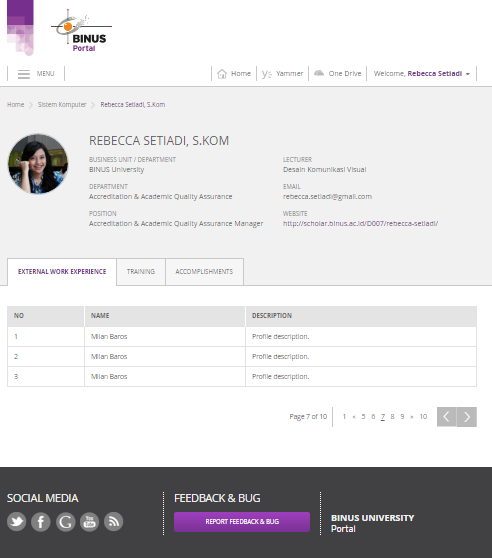 BINUS
Portal
MENU
Home
Yammer
One Drive
Welcome, Rebecca Setiadi
Home > Sistem Komputer > Rebecca Setiadi, S.Kom
REBECCA SETIADI, S.KOM
BUSINESS UNIT / DEPARTMENT
BINUS University
LECTURER
Desain Komunikasi Visual
DEPARTMENT
Accreditation & Academic Quality Assurance
EMAIL
rebecca.setiadi@gmail.com
POSITION
Accreditation & Academic Quality Assurance Manager
WEBSITE
http://scholar.binus.ac.id/D007/rebecca-setiadi/
EXTERNAL WORK EXPERIENCE
TRAINING
ACCOMPLISHMENTS
NO NAME DESCRIPTION
1 Milan Baros Profile description.
2 Milan Baros Profile description.
3 Milan Baros Profile description.
Page 7 of 10 1 « 5 6 7 8 9 » 10
SOCIAL MEDIA
FEEDBACK & BUG
REPORT FEEDBACK & BUG
BINUS UNIVERSITY
Portal